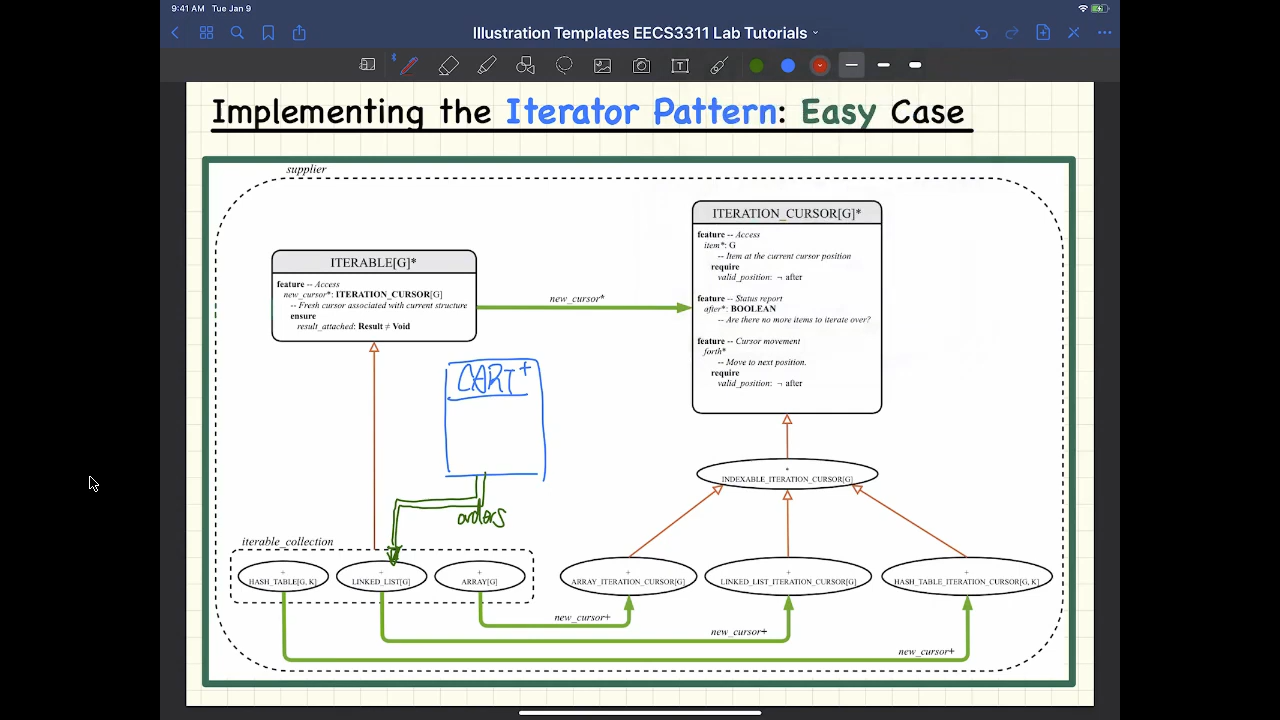 9:41 AM Tue Jan 9
Illustration Templates EECS3311 Lab Tutorials
Implementing the Iterator Pattern: Easy Case
supplier
ITERABLE[G]*
feature -- Access
new_cursor*: ITERATION_CURSOR[G]
-- Fresh cursor associated with current structure
ensure
result_attached: Result ≠ Void
new_cursor*
ITERATION_CURSOR[G]*
feature -- Access
item*: G
-- Item at the current cursor position
require
valid_position: ¬ after
feature -- Status report
after*: BOOLEAN
-- Are there no more items to iterate over?
feature -- Cursor movement
forth*
-- Move to next position.
require
valid_position: ¬ after
CART+
orders
*
INDEXABLE_ITERATION_CURSOR[G]
iterable_collection
+
HASH_TABLE[G, K]
+
LINKED_LIST[G]
+
ARRAY[G]
+
ARRAY_ITERATION_CURSOR[G]
+
LINKED_LIST_ITERATION_CURSOR[G]
+
HASH_TABLE_ITERATION_CURSOR[G, K]
new_cursor+
new_cursor+
new_cursor+